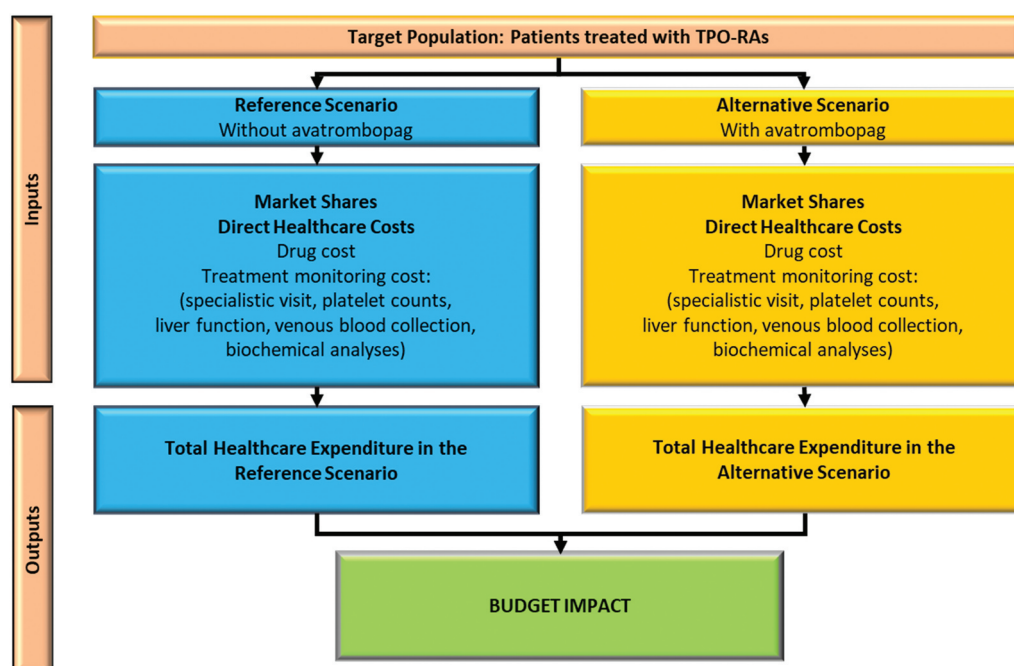 Target Population: Patients treated with TPO-RAs
Inputs
Reference Scenario
Without avatrombopag
Alternative Scenario
With avatrombopag
Market Shares
Direct Healthcare Costs
Drug cost
Treatment monitoring cost:
(specialistic visit, platelet counts,
liver function, venous blood collection,
biochemical analyses)
Market Shares
Direct Healthcare Costs
Drug cost
Treatment monitoring cost:
(specialistic visit, platelet counts,
liver function, venous blood collection,
biochemical analyses)
Outputs
Total Healthcare Expenditure in the
Reference Scenario
Total Healthcare Expenditure in the
Alternative Scenario
BUDGET IMPACT